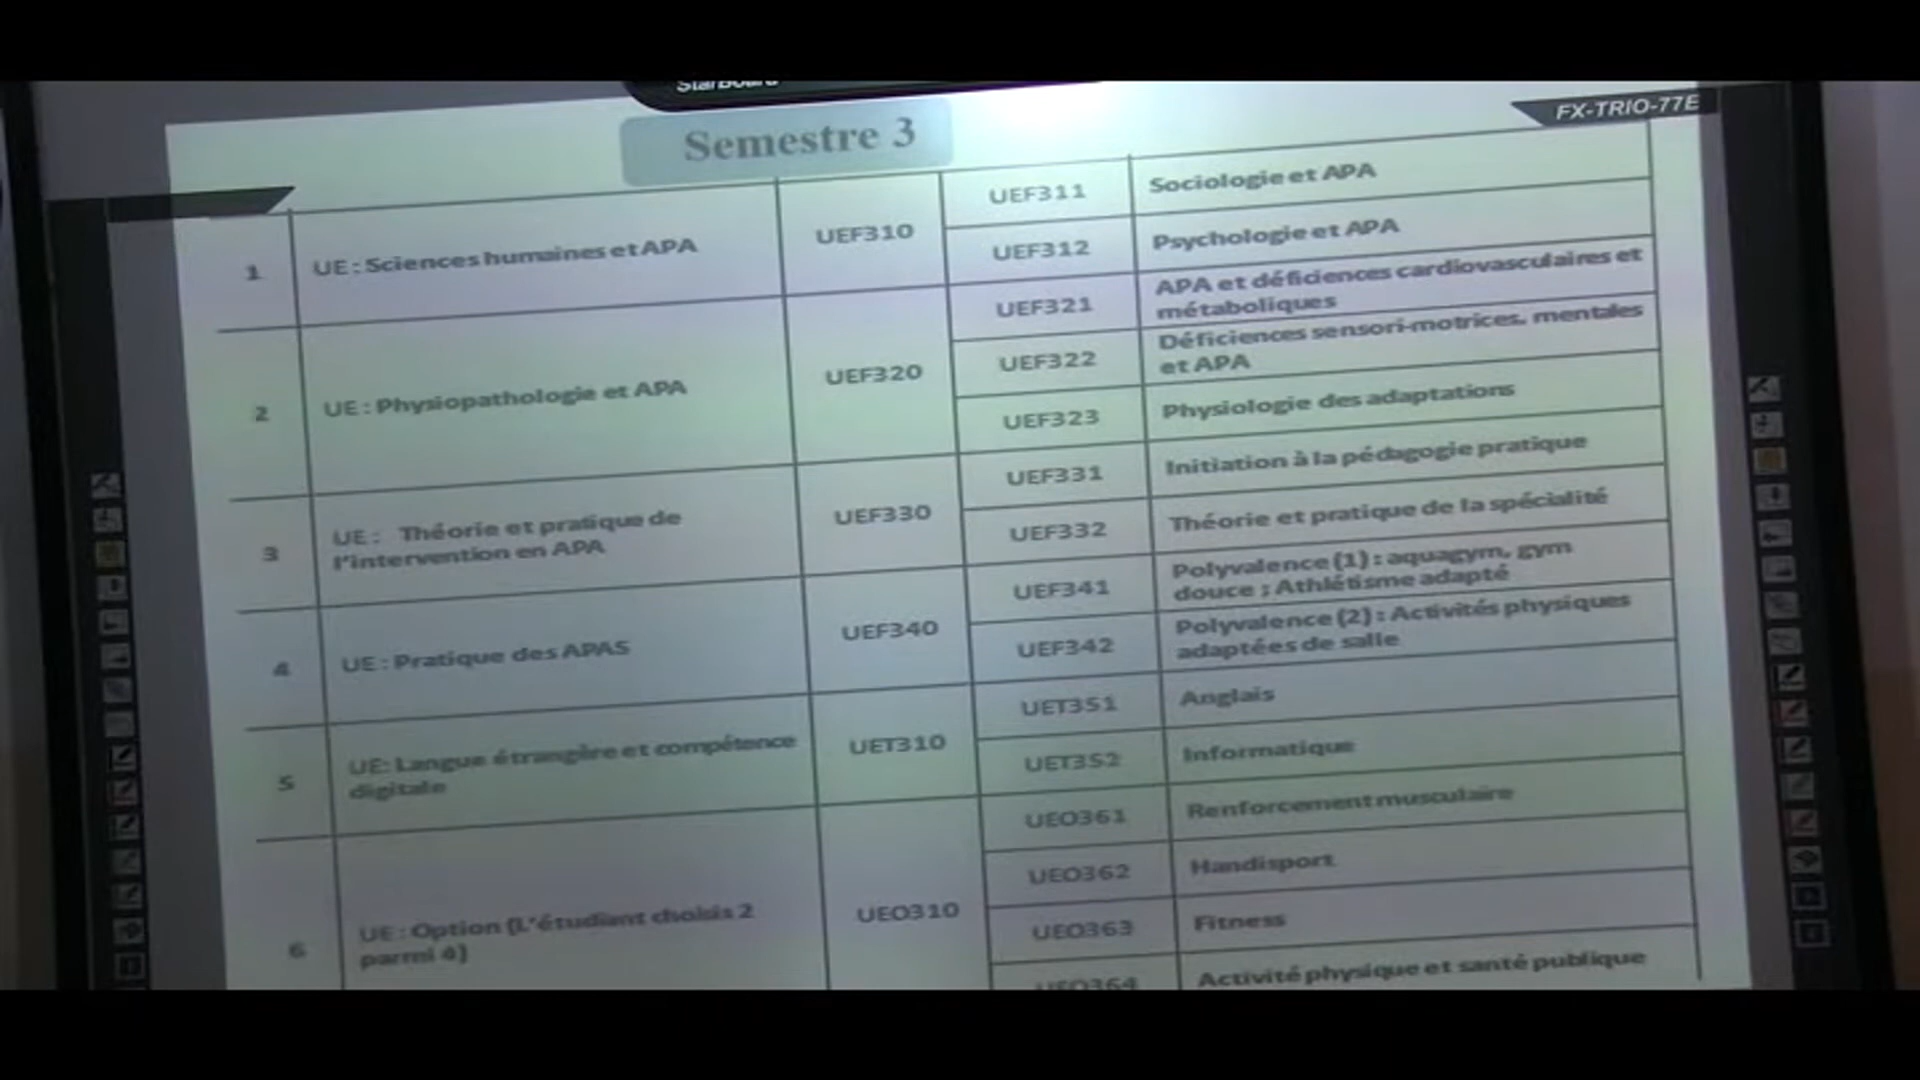 StarBoard
FX-TRIO-77E
Semestre 3
1
UE : Sciences humaines et APA
UEF310
UEF311
Sociologie et APA
UEF312
Psychologie et APA
2
UE : Physiopathologie et APA
UEF320
UEF321
APA et déficiences cardiovasculaires et
métaboliques
UEF322
Déficiences sensori-motrices, mentales
et APA
UEF323
Physiologie des adaptations
3
UE : Théorie et pratique de
l'intervention en APA
UEF330
UEF331
Initiation à la pédagogie pratique
UEF332
Théorie et pratique de la spécialité
4
UE : Pratique des APAS
UEF340
UEF341
Polyvalence (1) : aquagym, gym
douce ; Athlétisme adapté
UEF342
Polyvalence (2) : Activités physiques
adaptées de salle
5
UE: Langue étrangère et compétence
digitale
UET310
UET351
Anglais
UET352
Informatique
6
UE : Option (L'étudiant choisis 2
parmi 4)
UEO310
UEO361
Renforcement musculaire
UEO362
Handisport
UEO363
Fitness
UEO364
Activité physique et santé publique